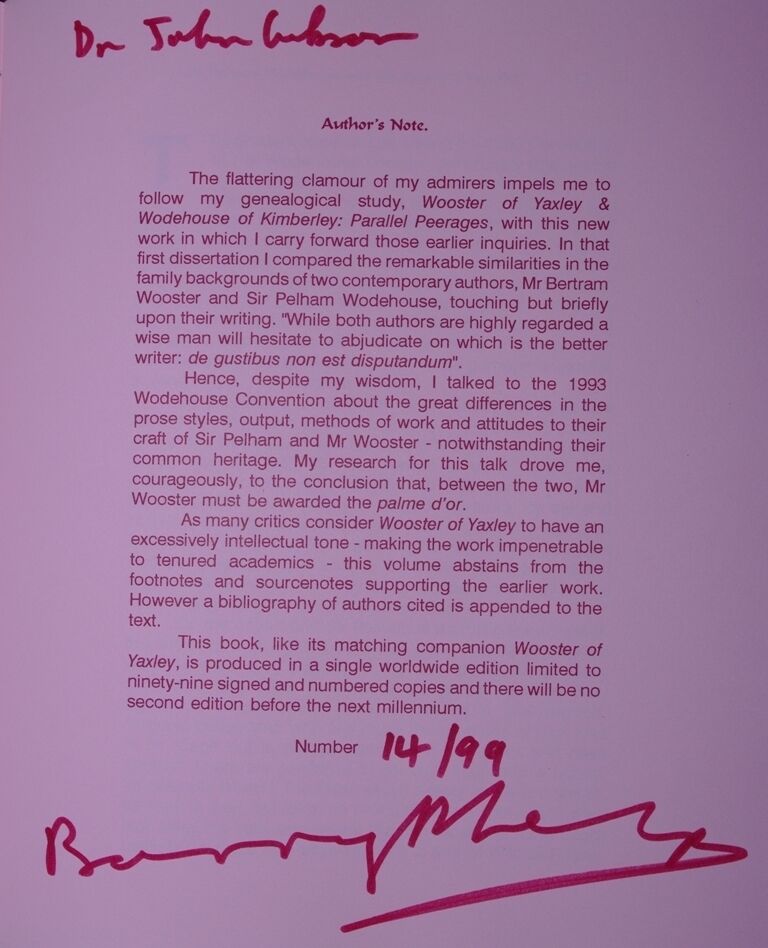 Dr John Gibson
Author's Note.
The flattering clamour of my admirers impels me to
follow my genealogical study, Wooster of Yaxley &
Wodehouse of Kimberley: Parallel Peerages, with this new
work in which I carry forward those earlier inquiries. In that
first dissertation I compared the remarkable similarities in the
family backgrounds of two contemporary authors, Mr Bertram
Wooster and Sir Pelham Wodehouse, touching but briefly
upon their writing. "While both authors are highly regarded a
wise man will hesitate to abjudicate on which is the better
writer: de gustibus non est disputandum".
Hence, despite my wisdom, I talked to the 1993
Wodehouse Convention about the great differences in the
prose styles, output, methods of work and attitudes to their
craft of Sir Pelham and Mr Wooster - notwithstanding their
common heritage. My research for this talk drove me,
courageously, to the conclusion that, between the two, Mr
Wooster must be awarded the palme d'or.
As many critics consider Wooster of Yaxley to have an
excessively intellectual tone - making the work impenetrable
to tenured academics - this volume abstains from the
footnotes and sourcenotes supporting the earlier work.
However a bibliography of authors cited is appended to the
text.
This book, like its matching companion Wooster of
Yaxley, is produced in a single worldwide edition limited to
ninety-nine signed and numbered copies and there will be no
second edition before the next millennium.
Number 14/99
Barry Phelps